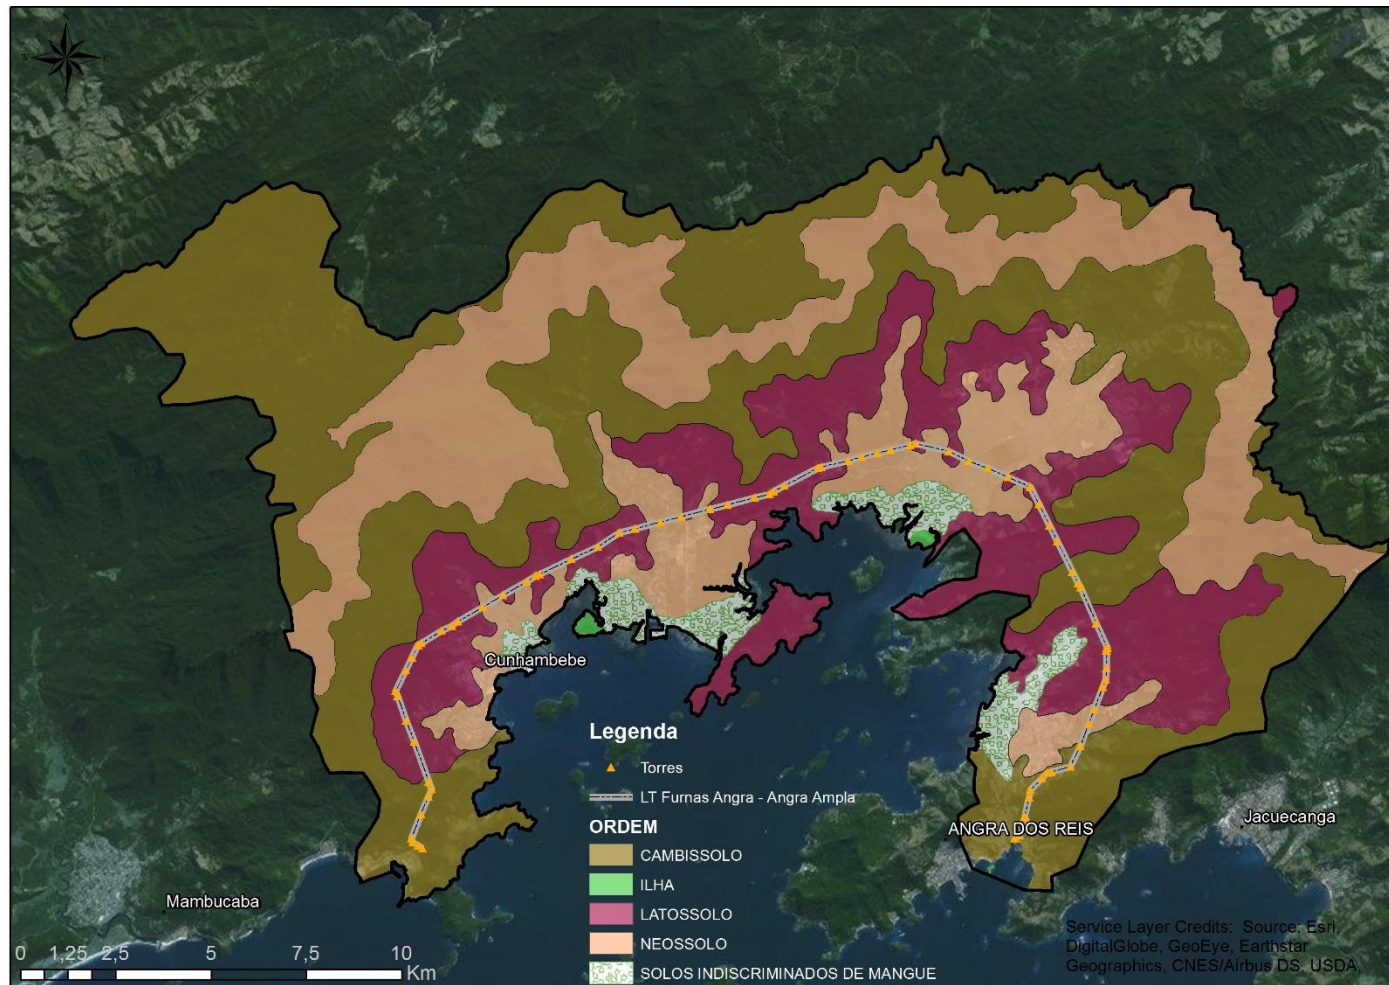 Cunhambebe
Legenda
Torres
LT Furnas Angra - Angra Ampla
ORDEM
CAMBISSOLO
ILHA
LATOSSOLO
NEOSSOLO
SOLOS INDISCRIMINADOS DE MANGUE
ANGRA DOS REIS
Jacuecanga
Mambucaba
0 1,25 2,5 5 7,5 10
Km
Service Layer Credits: Source: Esri,
DigitalGlobe, GeoEye, Earthstar
Geographics, CNES/Airbus DS, USDA,